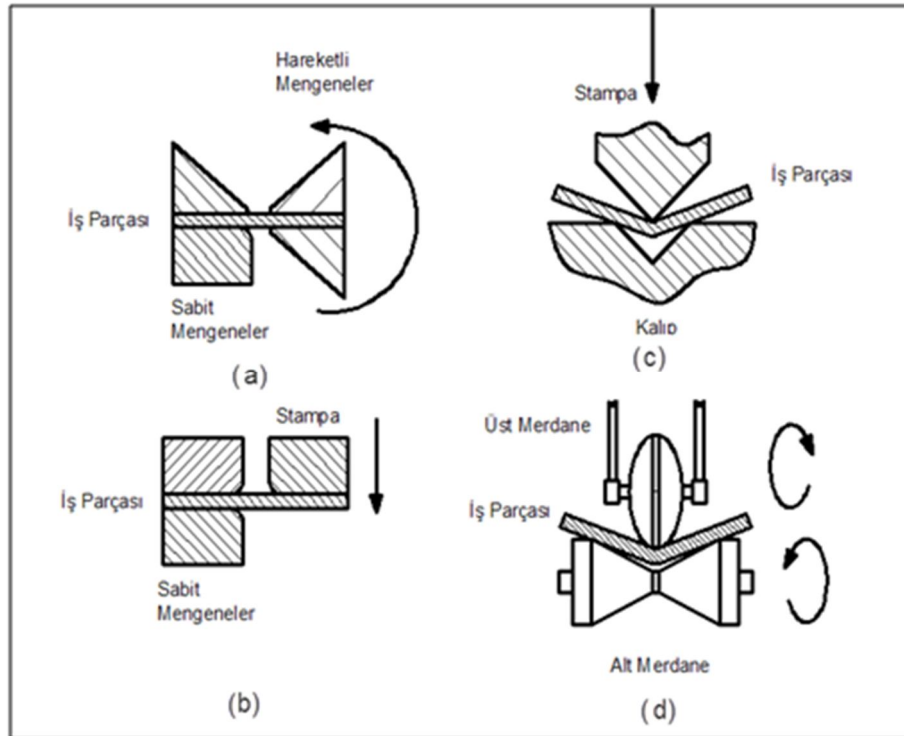 Hareketli
Mengeneler
İş Parçası
Sabit
Mengeneler
(a)
Stampa
İş Parçası
Kalıp
(c)
Stampa
İş Parçası
Sabit
Mengeneler
(b)
Üst Merdane
İş Parçası
Alt Merdane
(d)